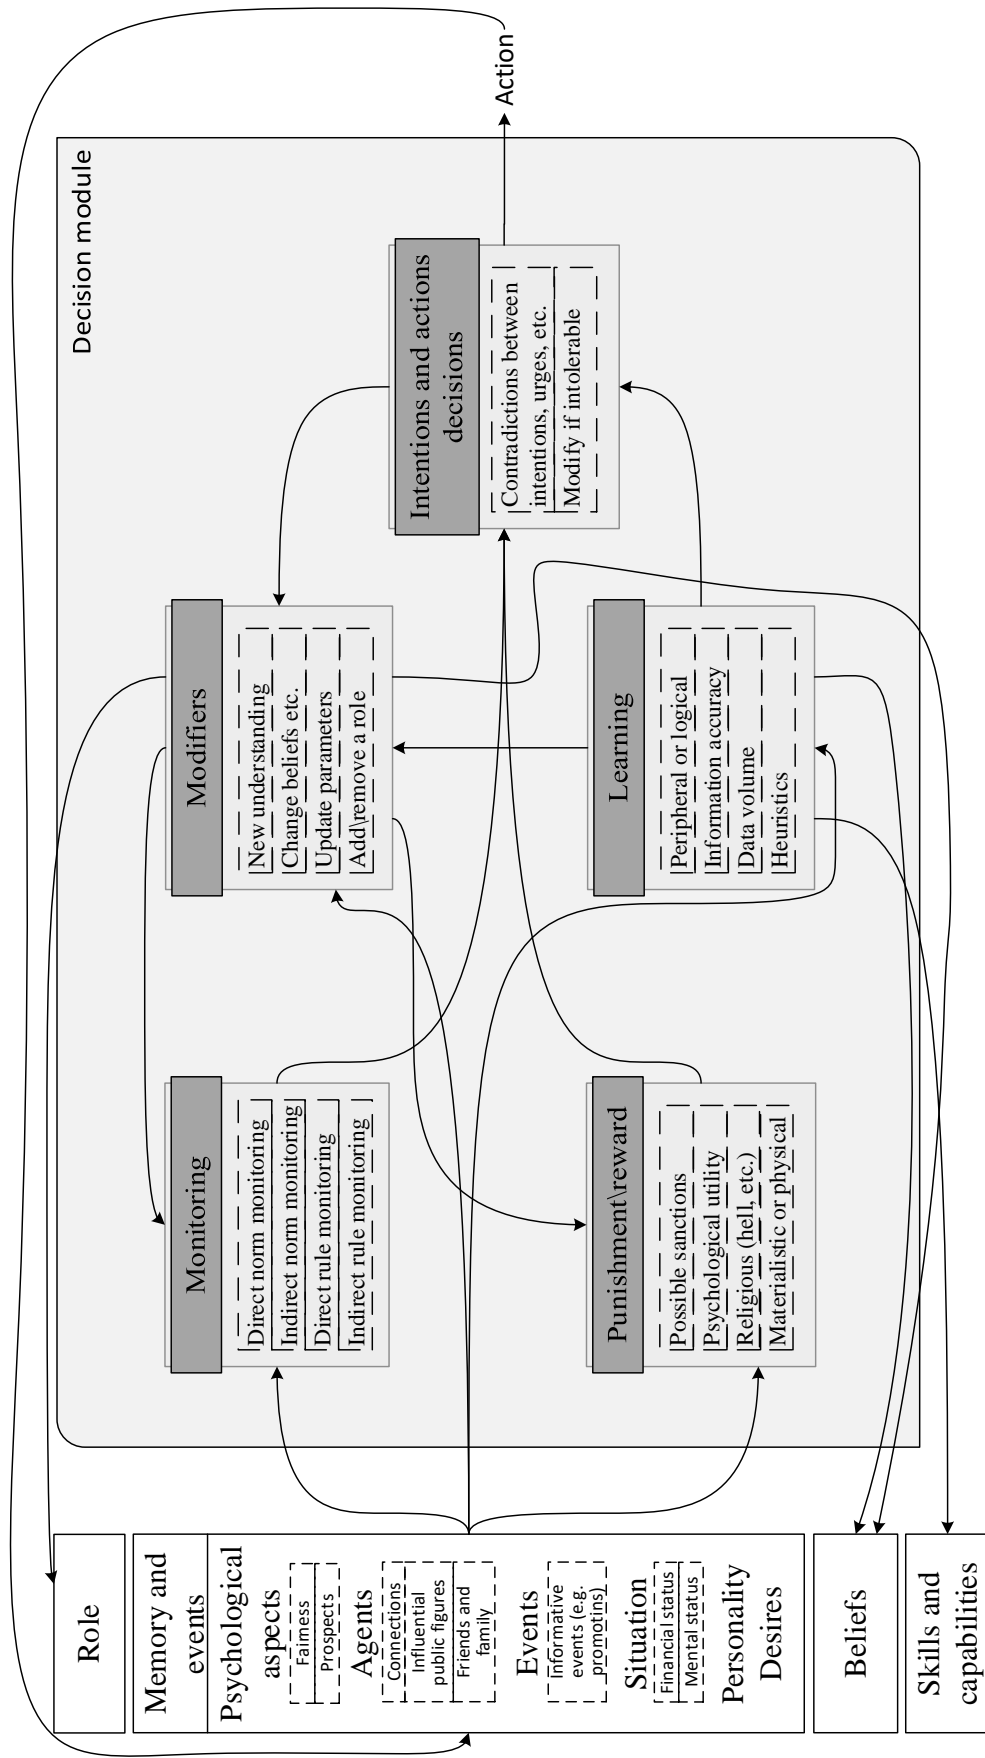 Role
Memory and
events
Psychological
aspects
Fairness
Prospects
Agents
Connections
Influential
public figures
Friends and
family
Events
Informative
events (e.g.
promotins)
Situation
Financial status
Mental status
Personality
Desires
Beliefs
Skills and
capabilities
Decision module
Monitoring
Direct norm monitoring
Indirect norm monitoring
Direct rule monitoring
Indirect rule monitoring
Punishment\reward
Possible sanctions
Psychological utility
Religious (hell, etc.)
Materialistic or physical
Modifiers
New understanding
Change beliefs etc.
Update parameters
Add\remove a role
Learning
Peripheral or logical
Information accuracy
Data volume
Heuristics
Intentions and actions
decisions
Contradictions between
intentions, urges, etc.
Modify if intolerable
Action